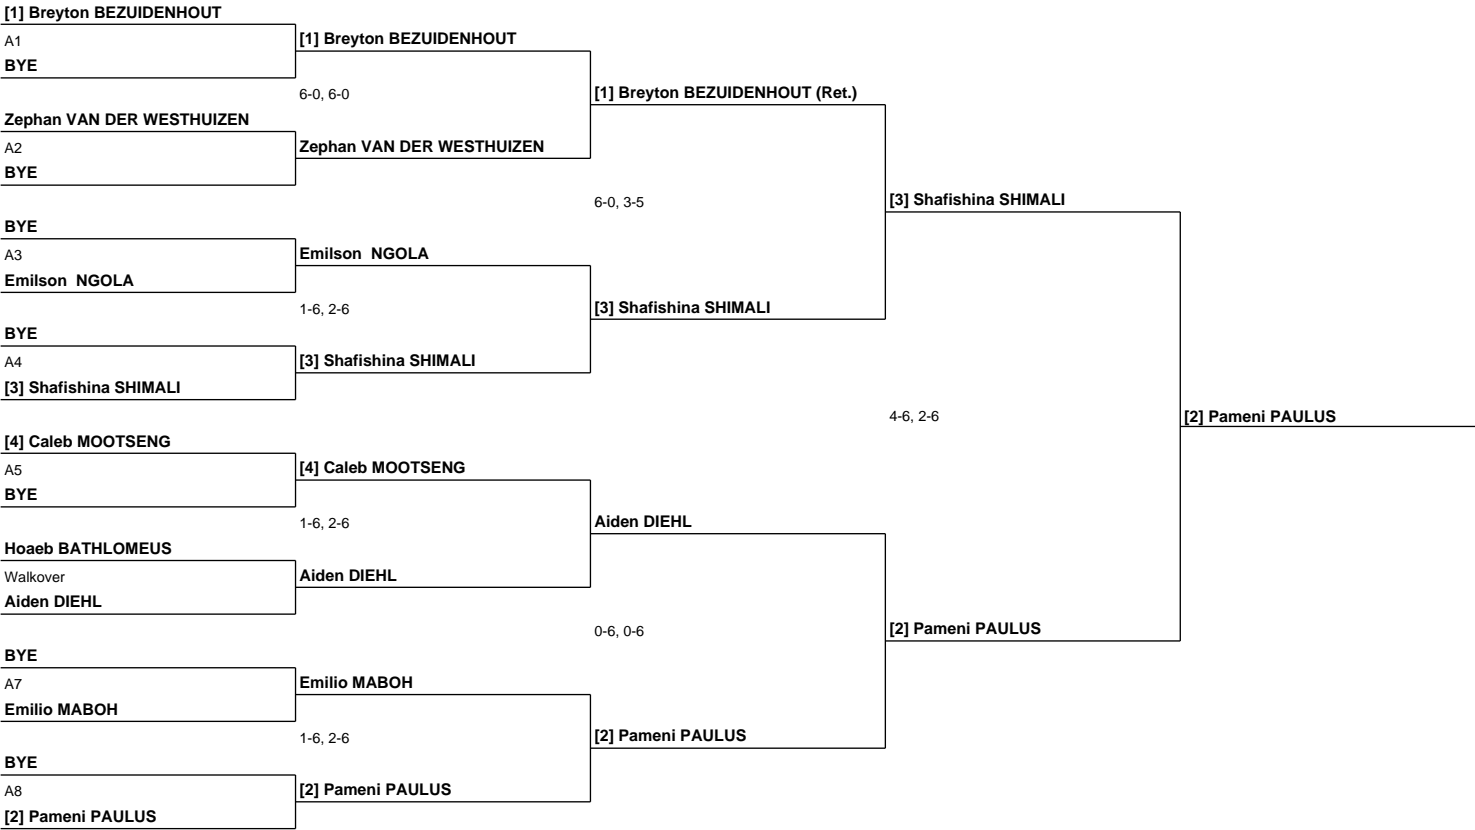 [1] Breyton BEZUIDENHOUT
A1
BYE
Zephan VAN DER WESTHUIZEN
A2
BYE
BYE
A3
Emilson  NGOLA
BYE
A4
[3] Shafishina SHIMALI
[4] Caleb MOOTSENG
A5
BYE
Hoaeb BATHLOMEUS
Walkover
Aiden DIEHL
BYE
A7
Emilio MABOH
BYE
A8
[2] Pameni PAULUS
[1] Breyton BEZUIDENHOUT
6-0, 6-0
Zephan VAN DER WESTHUIZEN
Emilson  NGOLA
1-6, 2-6
[3] Shafishina SHIMALI
[4] Caleb MOOTSENG
1-6, 2-6
Aiden DIEHL
Emilio MABOH
1-6, 2-6
[2] Pameni PAULUS
[1] Breyton BEZUIDENHOUT (Ret.)
6-0, 3-5
[3] Shafishina SHIMALI
Aiden DIEHL
0-6, 0-6
[2] Pameni PAULUS
[3] Shafishina SHIMALI
4-6, 2-6
[2] Pameni PAULUS
[2] Pameni PAULUS